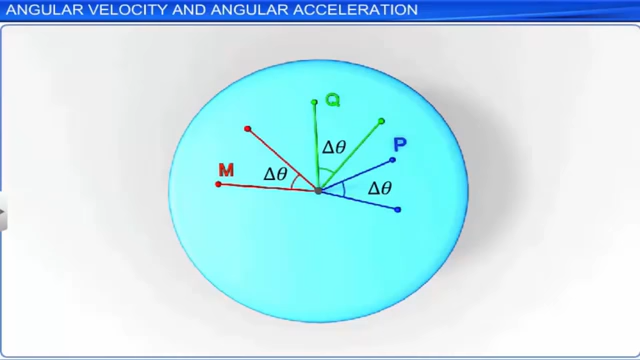 ANGULAR VELOCITY AND ANGULAR ACCELERATION
Q
Δθ
P
M
Δθ
Δθ